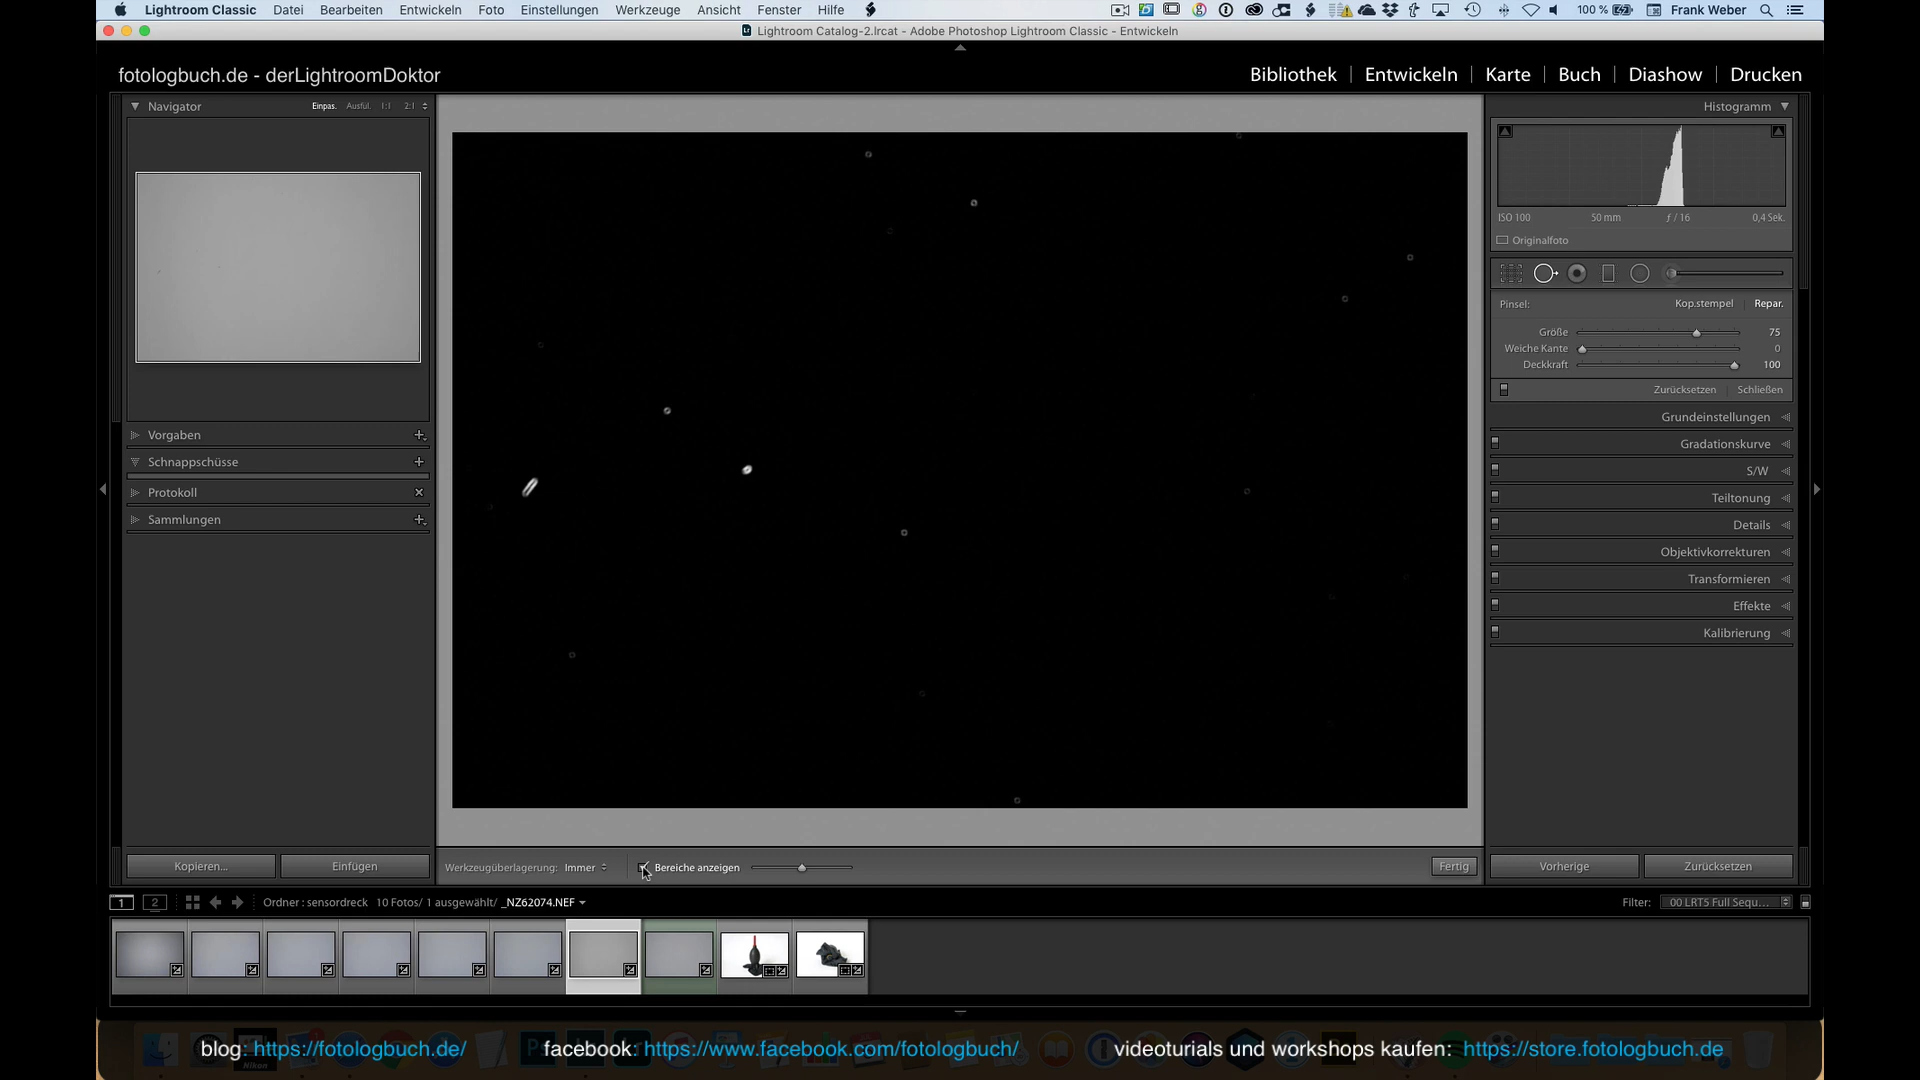 Lightroom Classic Datei Bearbeiten Entwickeln Foto Einstellungen Werkzeuge Ansicht Fenster Hilfe 100 % Frank Weber
Lightroom Catalog-2.lrcat - Adobe Photoshop Lightroom Classic - Entwickeln
fotologbuch.de - derLightroomDoktor
Bibliothek | Entwickeln | Karte | Buch | Diashow | Drucken
Navigator Einpas. Ausfül. 1:1 2:1
Histogramm
ISO 100 50 mm ƒ / 16 0,4 Sek.
Originalfoto
Pinsel: Kop.stempel Repar.
Größe 75
Weiche Kante 0
Deckkraft 100
Zurücksetzen Schließen
Vorgaben
Schnappschüsse
Protokoll
Sammlungen
Grundeinstellungen
Gradationskurve
S/W
Teiltonung
Details
Objektivkorrekturen
Transformieren
Effekte
Kalibrierung
Kopieren... Einfügen
Werkzeugüberlagerung: Immer Bereiche anzeigen Fertig
Vorherige Zurücksetzen
1 2 Ordner : sensordreck 10 Fotos/ 1 ausgewählt/ _NZ62074.NEF Filter: 00 LRT5 Full Sequ...
blog: https://fotologbuch.de/ facebook: https://www.facebook.com/fotologbuch/ videoturials und workshops kaufen: https://store.fotologbuch.de